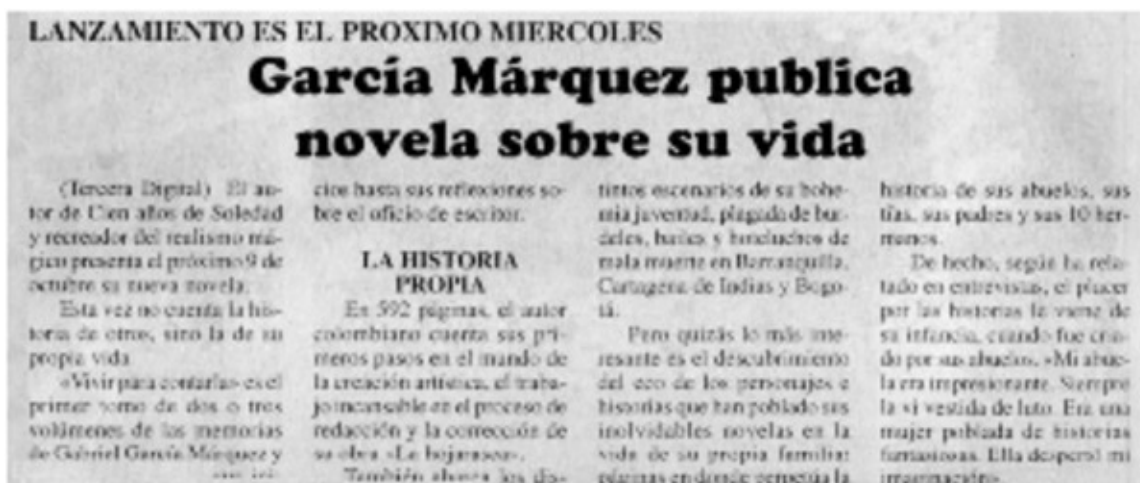 LANZAMIENTO ES EL PROXIMO MIERCOLES
García Márquez publica
novela sobre su vida
(Tercera Digital) El au-
tor de Cien años de Soledad
y recreador del realismo má-
gico presenta el próximo 9 de
octubre su nueva novela.
Esta vez no cuenta la his-
toria de otros, sino la de su
propia vida
«Vivir para contarla» es el
primer tomo de dos o tres
volúmenes de las memorias
de Gabriel García Márquez y
cios hasta sus reflexiones so-
bre el oficio de escritor.
LA HISTORIA
PROPIA
En 592 páginas, el autor
colombiano cuenta sus pri-
meros pasos en el mundo de
la creación artística, el traba-
jo incansable en el proceso de
redacción y la corrección de
su obra «La hojarasca».
También abarca los dis-
tintos escenarios de su bohe-
mia juventud, plagada de bur-
deles, bailes y hinchuchos de
mala muerte en Barranquilla,
Cartagena de Indias y Bogo-
tá.
Pero quizás lo más inte-
resante es el descubrimiento
del eco de los personajes e
historias que han poblado sus
inolvidables novelas en la
vida de su propia familia:
páginas en donde perpetúa la
historia de sus abuelos, sus
tías, sus padres y sus 10 her-
manos.
De hecho, según ha rela-
tado en entrevistas, el placer
por las historias le viene de
su infancia, cuando fue cria-
do por sus abuelos. «Mi abue-
la era impresionante. Siempre
la vi vestida de luto. Era una
mujer poblada de historias
fantasiosas. Ella despertó mi
imaginación».